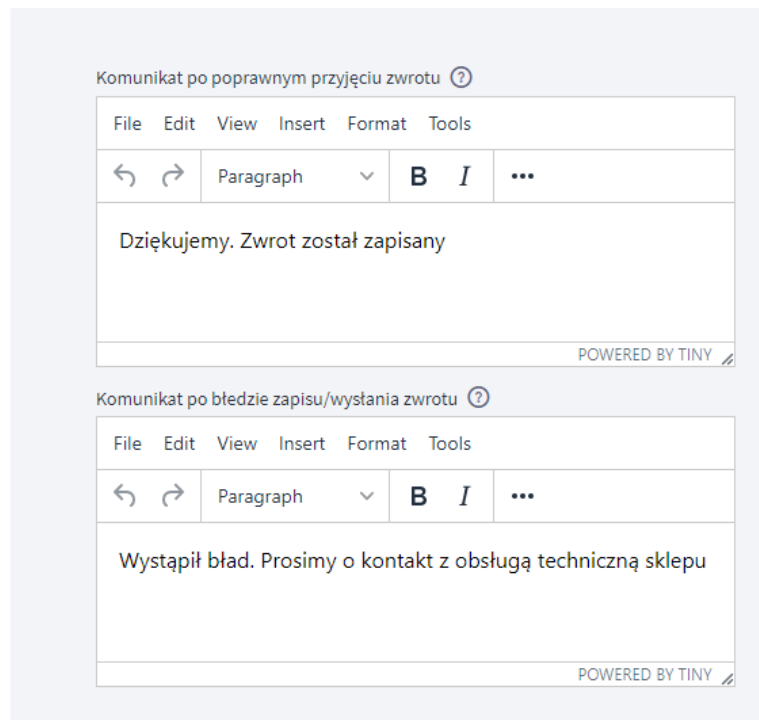 Komunikat po poprawnym przyjęciu zwrotu ?
File Edit View Insert Format Tools
Paragraph B I
Dziękujemy. Zwrot został zapisany
POWERED BY TINY
Komunikat po błedzie zapisu/wysłania zwrotu ?
File Edit View Insert Format Tools
Paragraph B I
Wystąpił bład. Prosimy o kontakt z obsługą techniczną sklepu
POWERED BY TINY